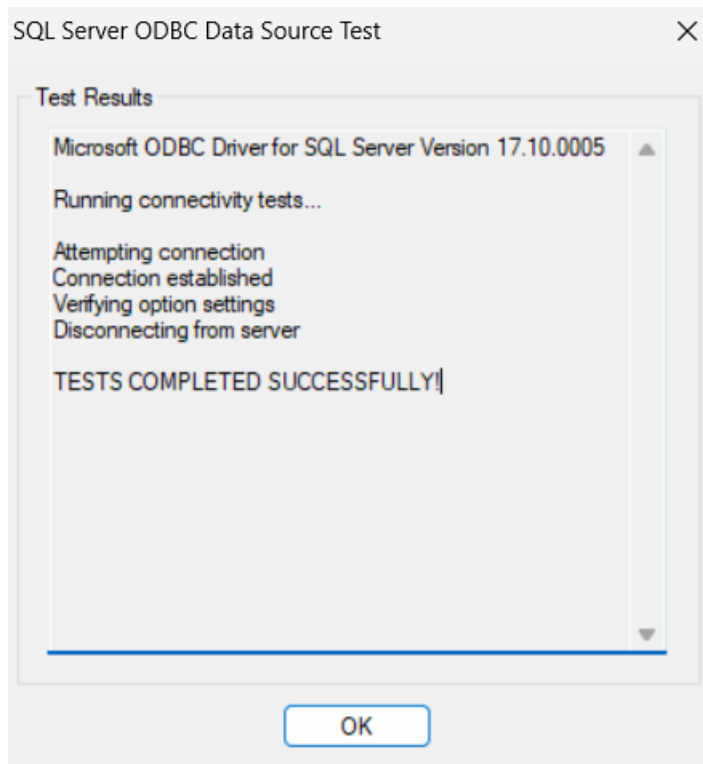 SQL Server ODBC Data Source Test
Test Results
Microsoft ODBC Driver for SQL Server Version 17.10.0005
Running connectivity tests...
Attempting connection
Connection established
Verifying option settings
Disconnecting from server
TESTS COMPLETED SUCCESSFULLY!
OK